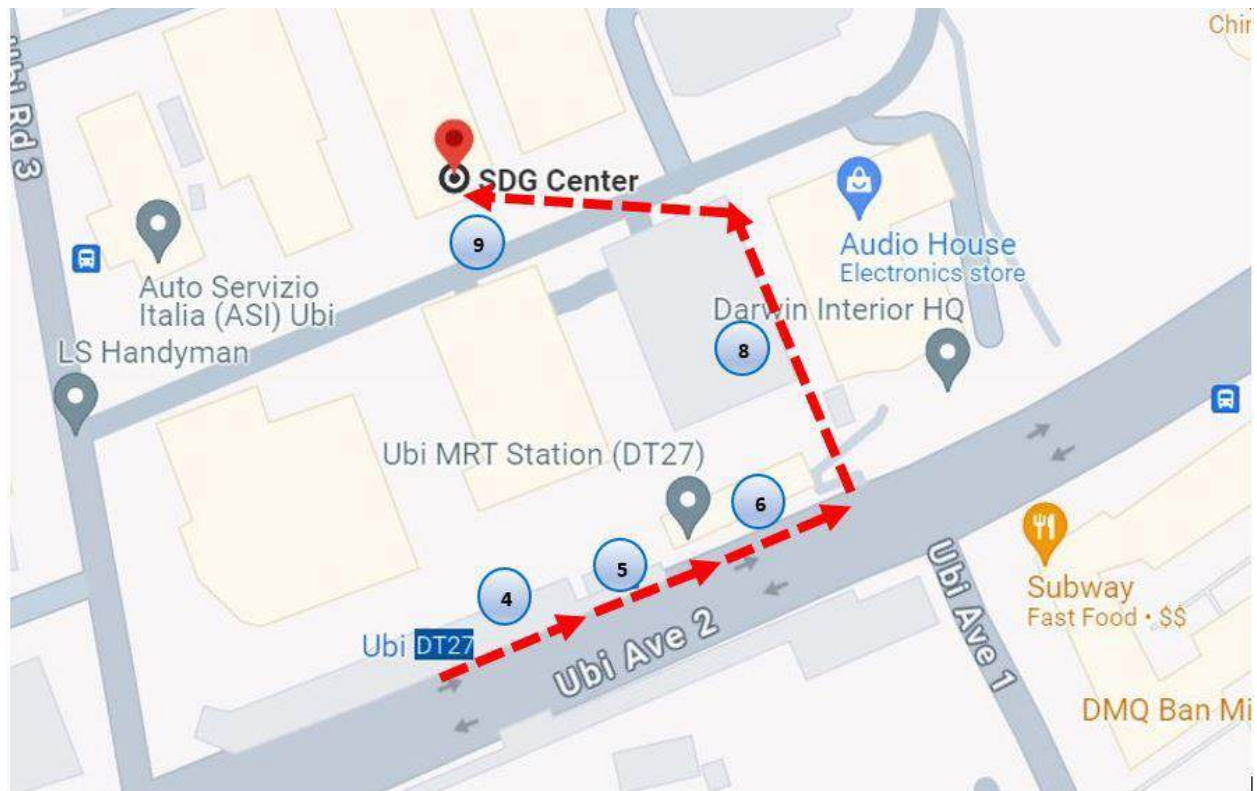 Chir
Ubi Rd 3
SDG Center
9
Audio House
Electronics store
Auto Servizio
Italia (ASI) Ubi
Darwin Interior HQ
8
LS Handyman
Ubi MRT Station (DT27)
6
5
4
Subway
Fast Food • $$
Ubi DT27
Ubi Ave 2
Ubi Ave 1
DMQ Ban Mi